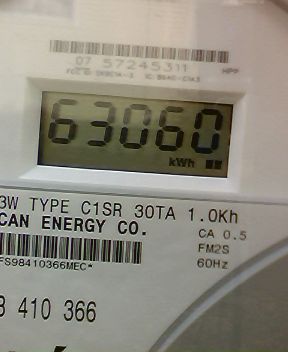 07 57245311
HPP
63060
kWh
3W TYPE C1SR 30TA 1.0Kh
CAN ENERGY CO.
CA 0.5
FM2S
60Hz
FS98410366MEC*
410 366